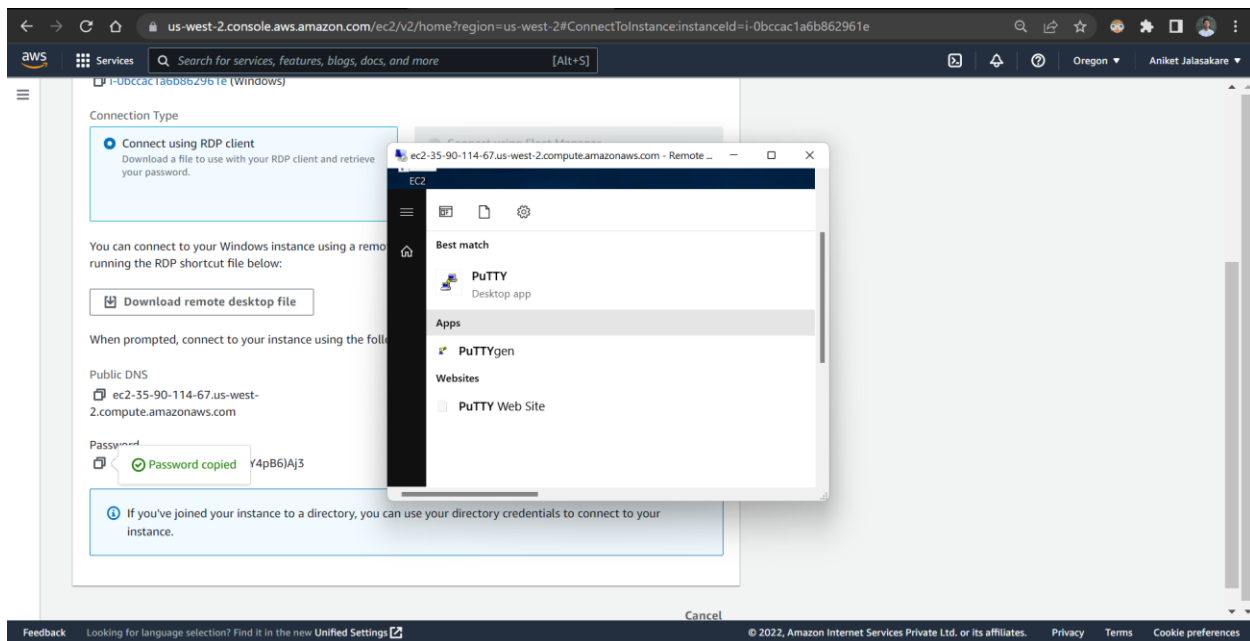 us-west-2.console.aws.amazon.com/ec2/v2/home?region=us-west-2#ConnectToInstance:instanceId=i-0bccac1a6b862961e
aws
Services
Search for services, features, blogs, docs, and more
[Alt+S]
Oregon
Aniket Jalasakare
i-0bccac1a6b862961e (Windows)
Connection Type
Connect using RDP client
Download a file to use with your RDP client and retrieve
your password.
You can connect to your Windows instance using a remo
running the RDP shortcut file below:
Download remote desktop file
When prompted, connect to your instance using the foll
Public DNS
ec2-35-90-114-67.us-west-
2.compute.amazonaws.com
Password
Password copied
Y4pB6)Aj3
ec2-35-90-114-67.us-west-2.compute.amazonaws.com - Remote ...
EC2
Best match
PuTTY
Desktop app
Apps
PuTTYgen
Websites
PuTTY Web Site
If you've joined your instance to a directory, you can use your directory credentials to connect to your
instance.
Cancel
Feedback
Looking for language selection? Find it in the new Unified Settings
© 2022, Amazon Internet Services Private Ltd. or its affiliates.
Privacy
Terms
Cookie preferences